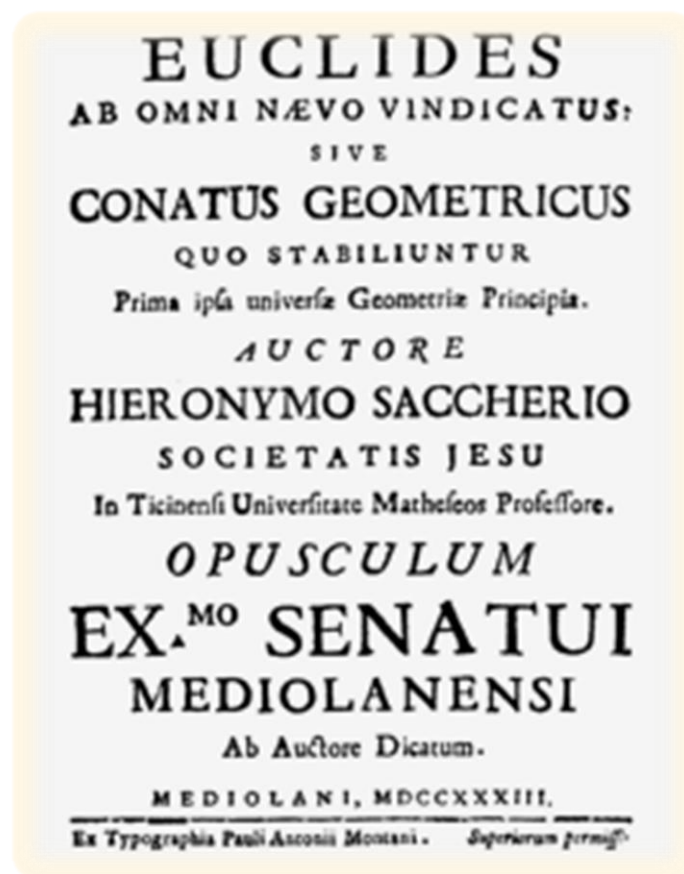 EUCLIDES
AB OMNI NÆVO VINDICATUS:
SIVE
CONATUS GEOMETRICUS
QUO STABILIUNTUR
Prima ipſa univerſæ Geometriæ Principia.
AUCTORE
HIERONYMO SACCHERIO
SOCIETATIS JESU
In Ticinenſi Univerſitate Matheſeos Profeſſore.
OPUSCULUM
EX.MO SENATUI
MEDIOLANENSI
Ab Auctore Dicatum.
MEDIOLANI, MDCCXXXIII.
Ex Typographia Pauli Antonii Montani. Superiorum permiſſ.